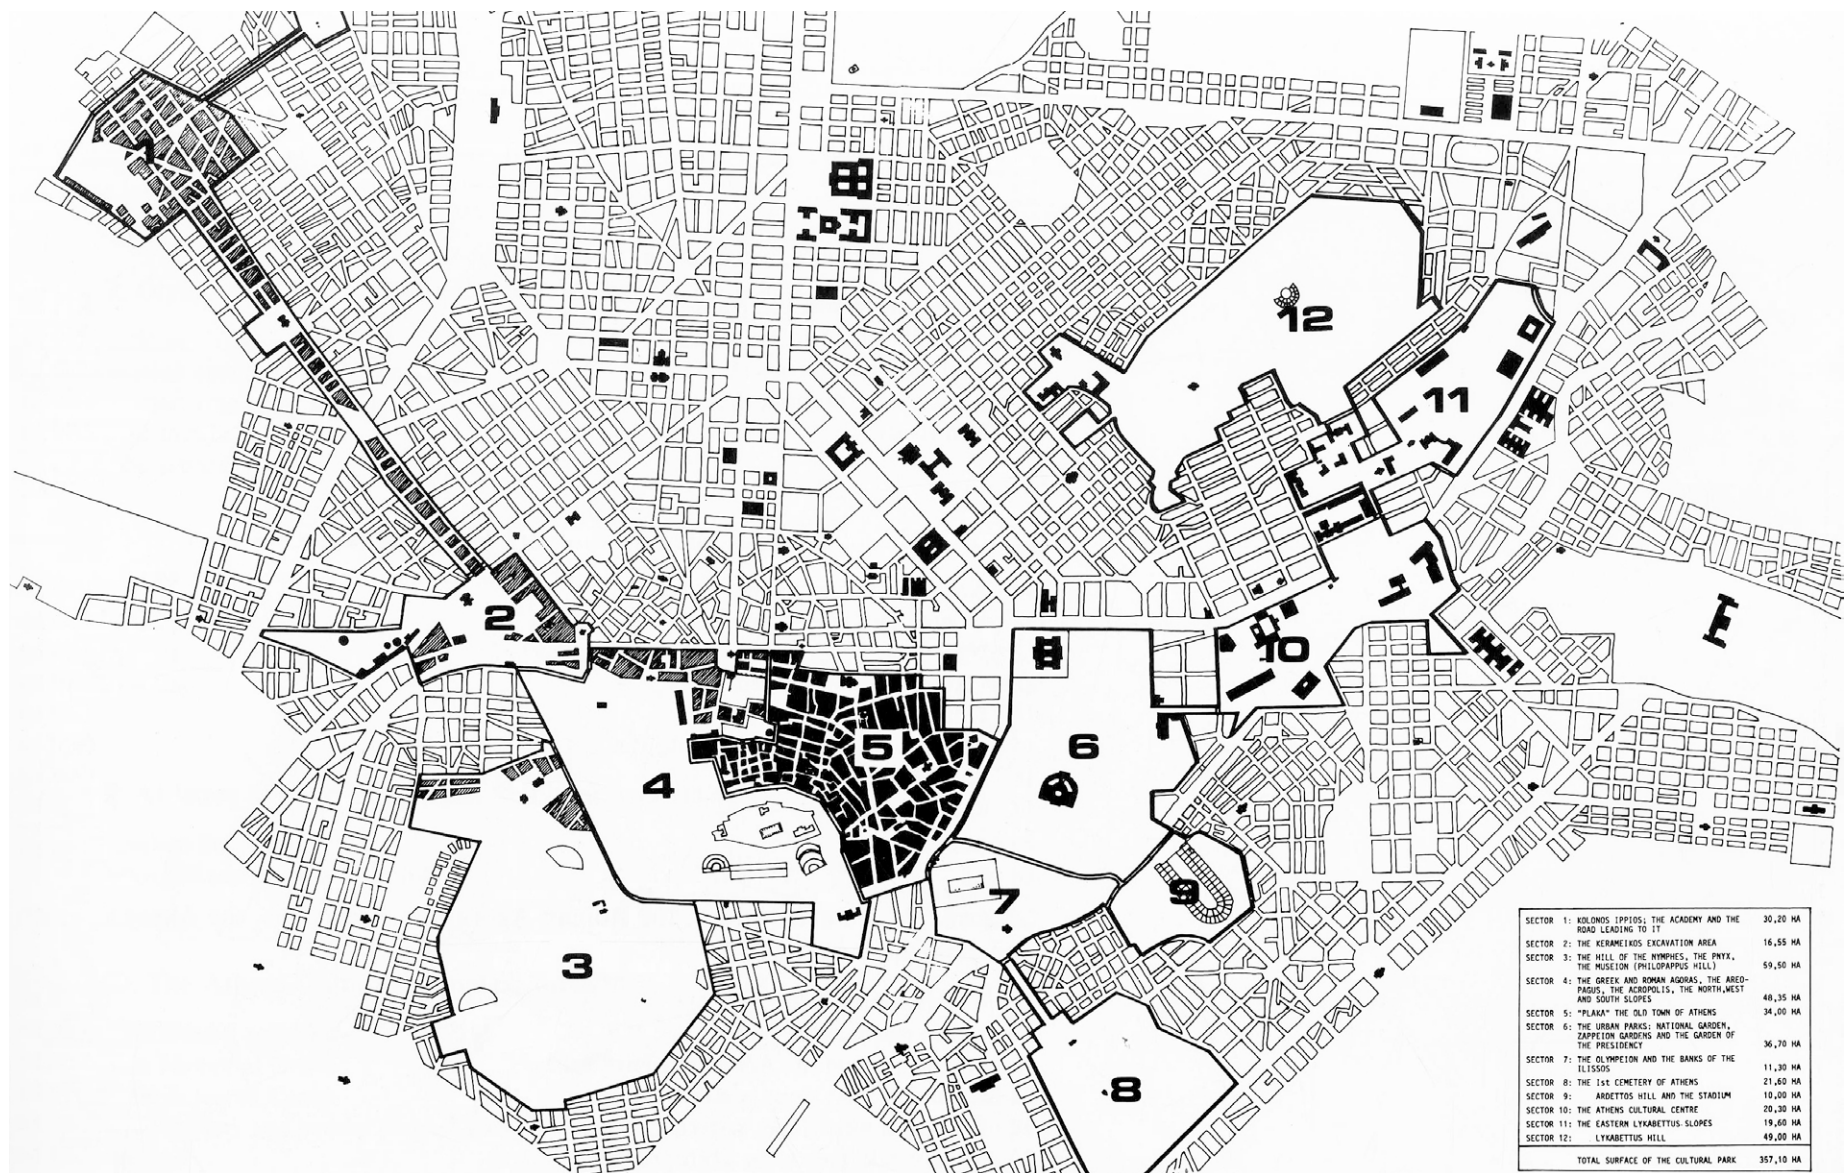 1
12
11
2
10
5
6
4
9
7
3
8
SECTOR 1: KOLONOS IPPIOS; THE ACADEMY AND THE
ROAD LEADING TO IT 30,20 HA
SECTOR 2: THE KERAMEIKOS EXCAVATION AREA 16,55 HA
SECTOR 3: THE HILL OF THE NYMPHES, THE PNYX,
THE MUSEION (PHILOPAPPUS HILL) 59,50 HA
SECTOR 4: THE GREEK AND ROMAN AGORAS, THE AREO-
PAGUS, THE ACROPOLIS, THE NORTH,WEST
AND SOUTH SLOPES 48,35 HA
SECTOR 5: "PLAKA" THE OLD TOWN OF ATHENS 34,00 HA
SECTOR 6: THE URBAN PARKS: NATIONAL GARDEN,
ZAPPEION GARDENS AND THE GARDEN OF
THE PRESIDENCY 36,70 HA
SECTOR 7: THE OLYMPEION AND THE BANKS OF THE
ILISSOS 11,30 HA
SECTOR 8: THE 1st CEMETERY OF ATHENS 21,60 HA
SECTOR 9: ARDETTOS HILL AND THE STADIUM 10,00 HA
SECTOR 10: THE ATHENS CULTURAL CENTRE 20,30 HA
SECTOR 11: THE EASTERN LYKABETTUS SLOPES 19,60 HA
SECTOR 12: LYKABETTUS HILL 49,00 HA
TOTAL SURFACE OF THE CULTURAL PARK 357,10 HA